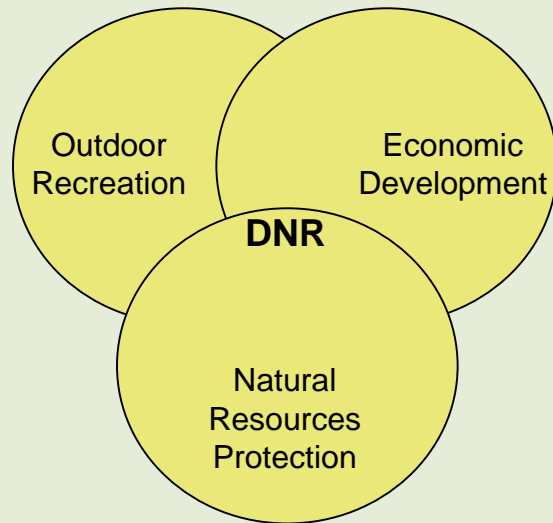 Outdoor
Recreation
Economic
Development
DNR
Natural
Resources
Protection